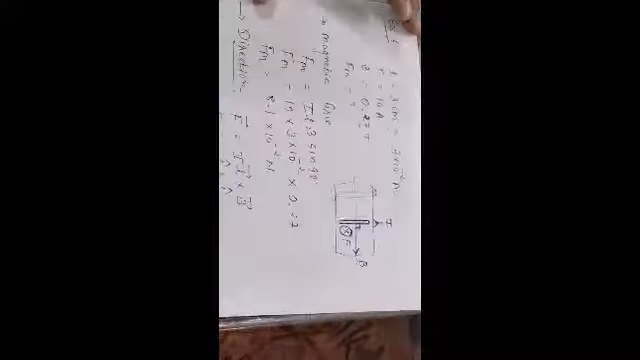 l = 3 cm = 3 × 10⁻² m
I = 10 A
B = 0.27 T
Fm = ?
→ magnetic force
Fm = I l B sin 90°
Fm = 10 × 3 × 10⁻² × 0.27
Fm = 8.1 × 10⁻² N
→ Direction
F = I l × B
I
F
B